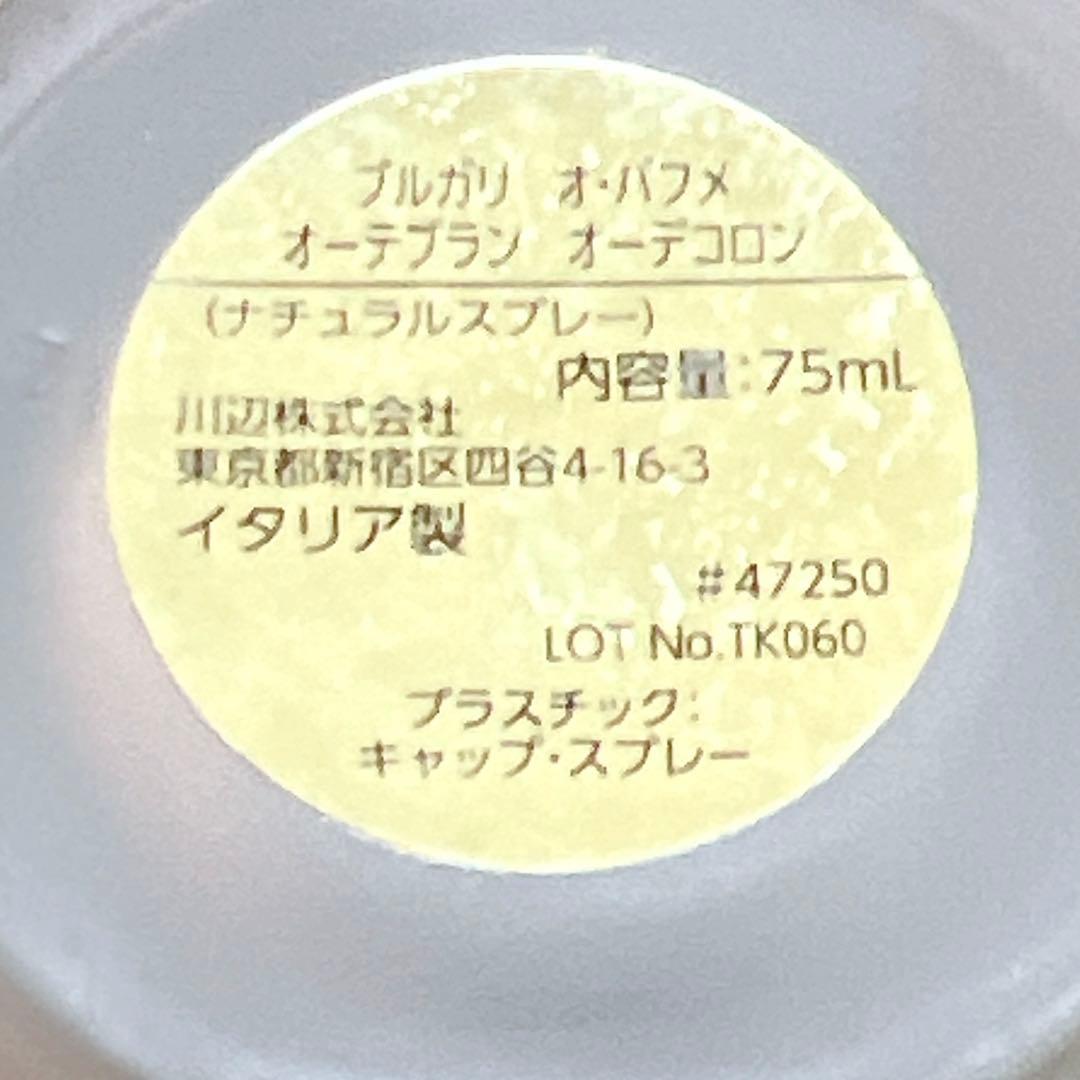 ブルガリ オ・パフメ
オーテブラン オーデコロン
(ナチュラルスプレー)
内容量:75mL
川辺株式会社
東京都新宿区四谷4-16-3
イタリア製
#47250
LOT No.TK060
プラスチック:
キャップ・スプレー